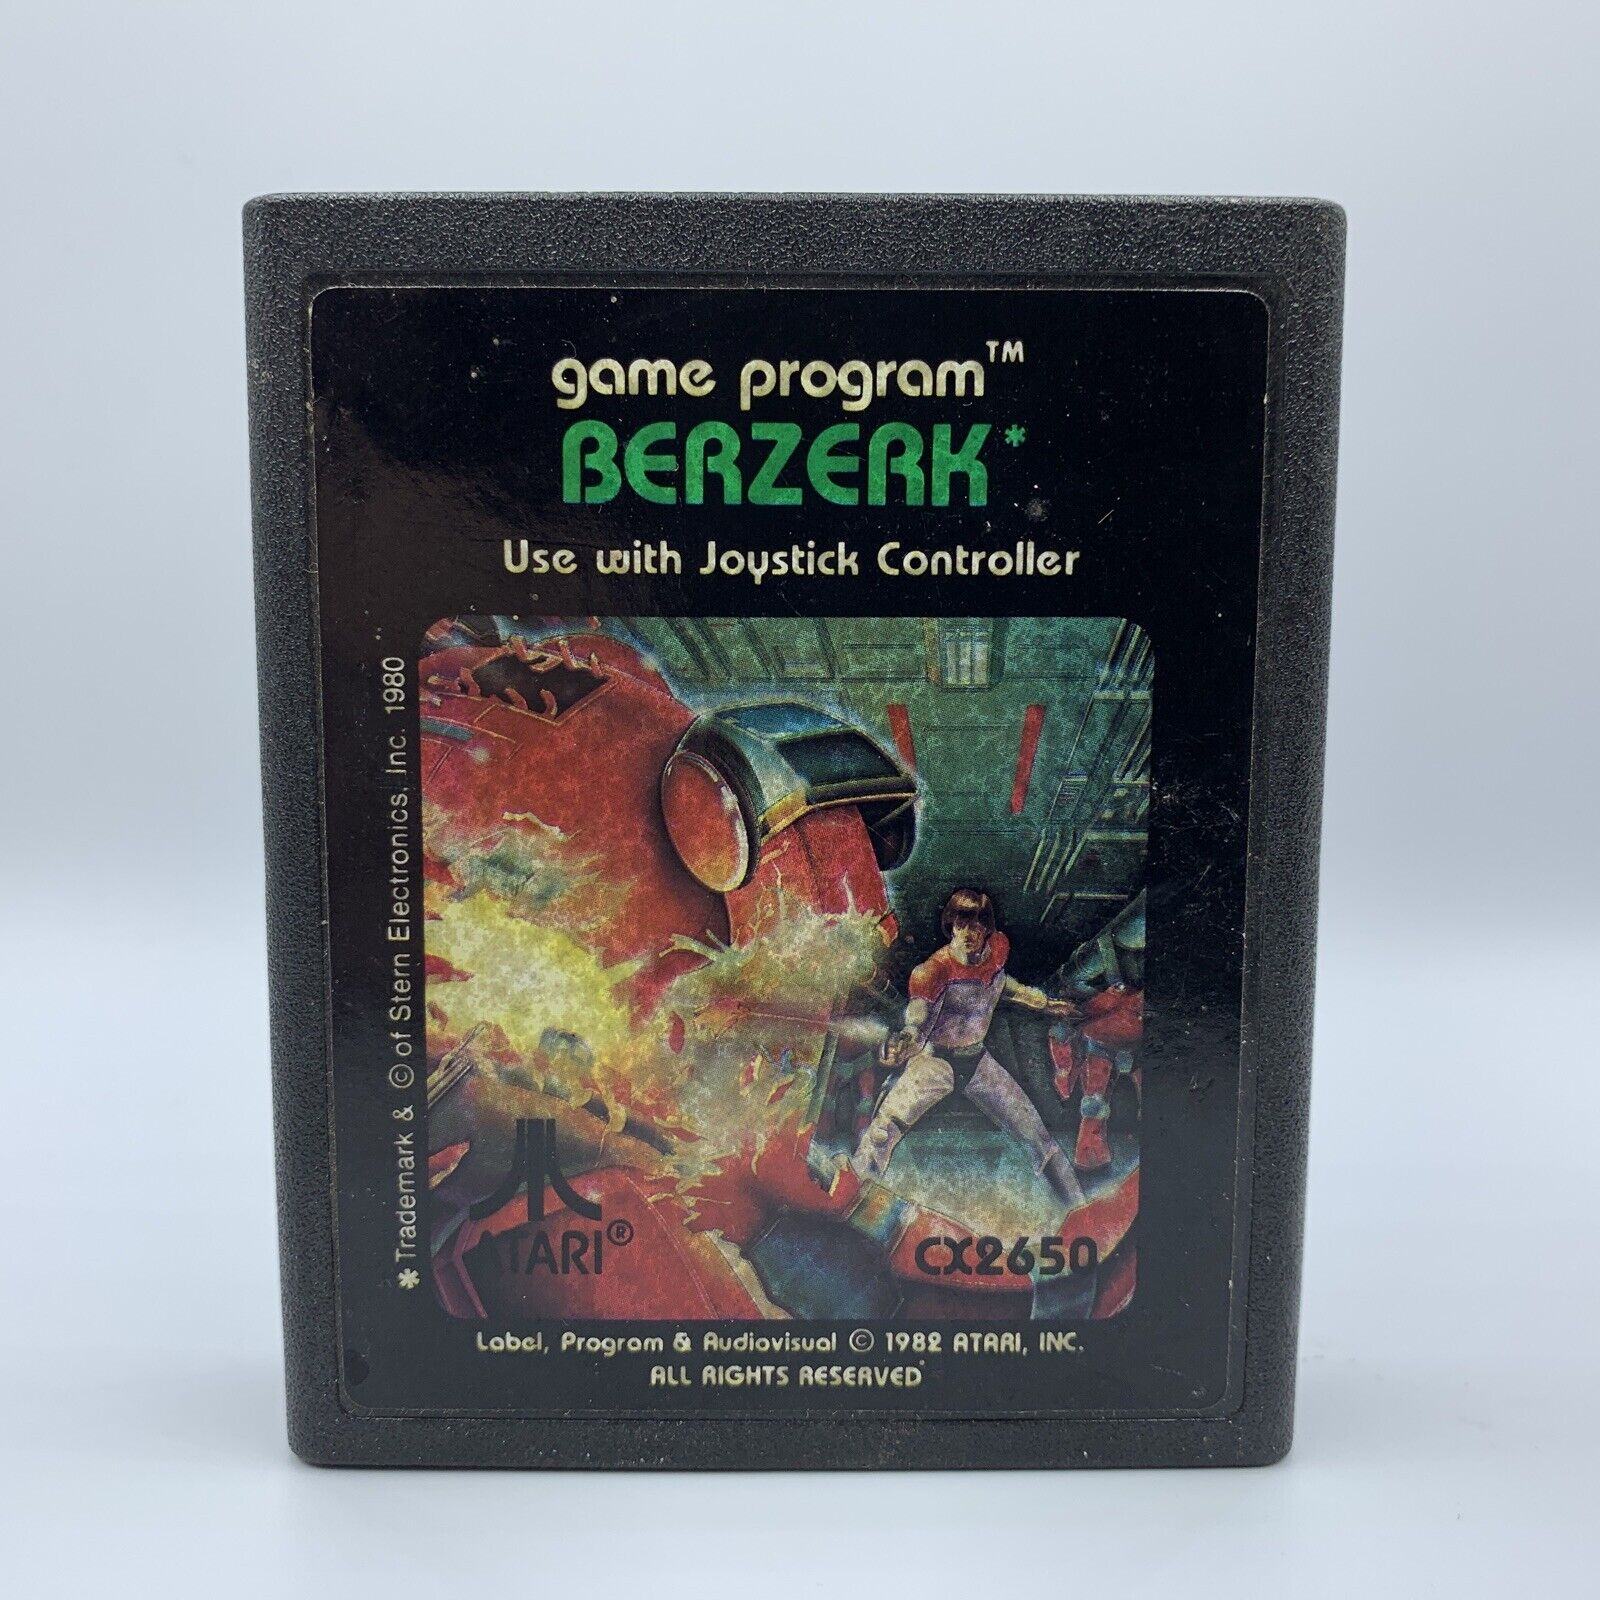 game program™
BERZERK*
Use with Joystick Controller
*Trademark & © of Stern Electronics, Inc. 1980
ATARI®
CX2650
Label, Program & Audiovisual © 1982 ATARI, INC.
ALL RIGHTS RESERVED